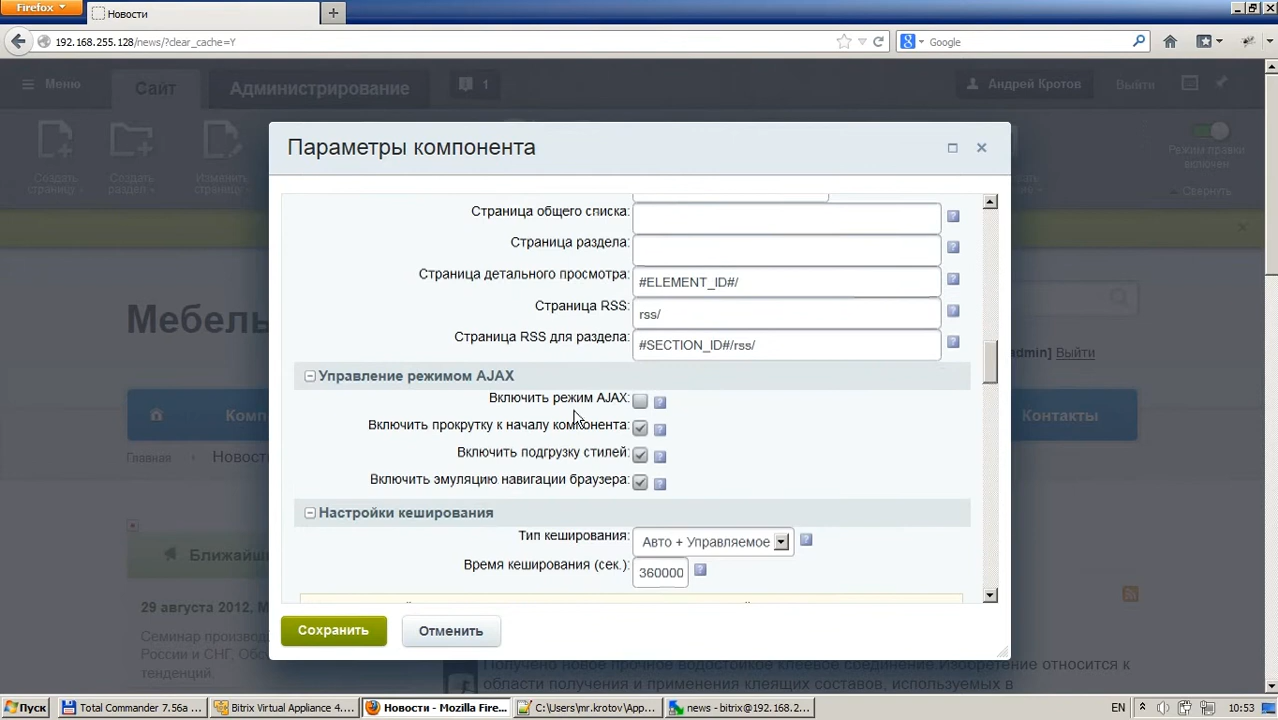 Firefox
Новости
192.168.255.128/news/?clear_cache=Y
Google
Меню
Сайт
Администрирование
1
Андрей Кротов
Выйти
Создать страницу
Создать раздел
Изменить страницу
Режим правки включен
Свернуть
Параметры компонента
Страница общего списка:
Страница раздела:
Страница детального просмотра:
#ELEMENT_ID#/
Страница RSS:
rss/
Страница RSS для раздела:
#SECTION_ID#/rss/
Управление режимом AJAX
Включить режим AJAX:
Включить прокрутку к началу компонента:
Включить подгрузку стилей:
Включить эмуляцию навигации браузера:
Настройки кеширования
Тип кеширования:
Авто + Управляемое
Время кеширования (сек.):
360000
Сохранить
Отменить
Мебель
admin] Выйти
Комп
Контакты
Главная
Новос
Ближайш
29 августа 2012, М
Семинар произво
России и СНГ, Обс
тенденций.
Получено новое прочное водостойкое клеевое соединение.Изобретение относится к
области получения и применения клеящих составов, используемых в
Пуск
Total Commander 7.56a ...
Bitrix Virtual Appliance 4....
Новости - Mozilla Fire...
C:\Users\mr.krotov\App...
news - bitrix@192.168.2...
EN
10:53